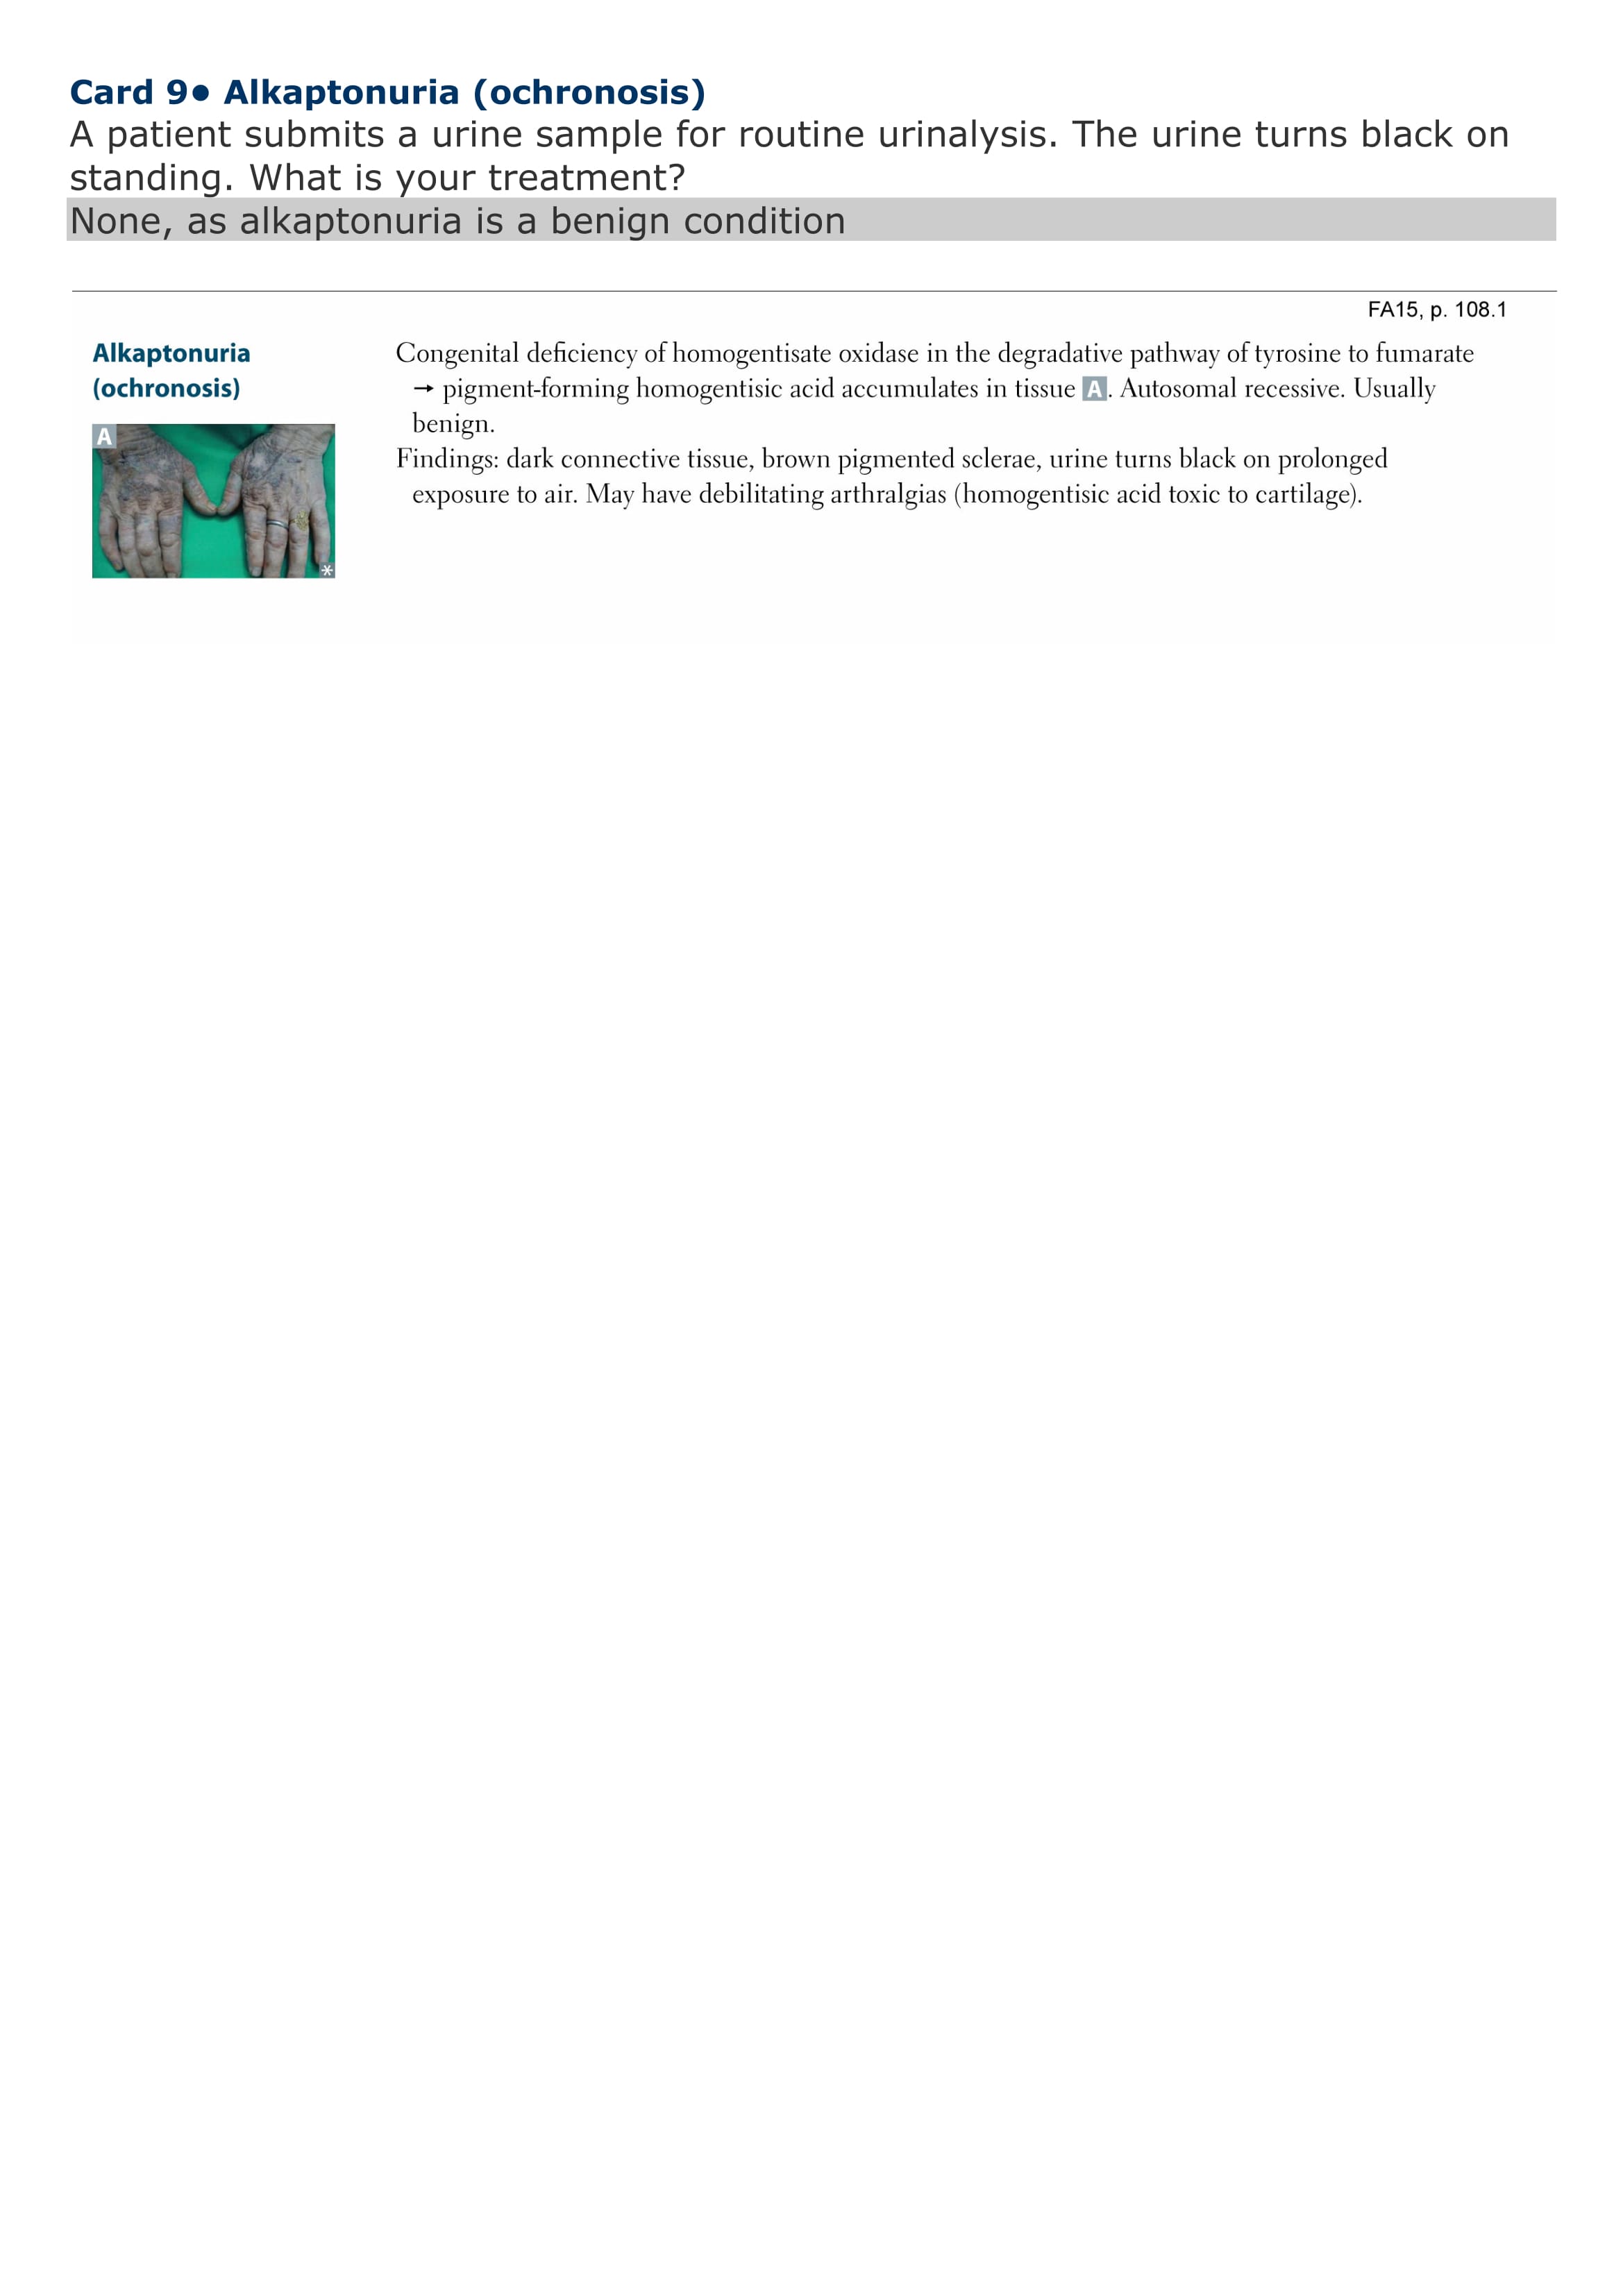 Card 9● Alkaptonuria (ochronosis)
A patient submits a urine sample for routine urinalysis. The urine turns black on
standing. What is your treatment?
None, as alkaptonuria is a benign condition
FA15, p. 108.1
Alkaptonuria
(ochronosis)
A
*
Congenital deficiency of homogentisate oxidase in the degradative pathway of tyrosine to fumarate
→ pigment-forming homogentisic acid accumulates in tissue A. Autosomal recessive. Usually
benign.
Findings: dark connective tissue, brown pigmented sclerae, urine turns black on prolonged
exposure to air. May have debilitating arthralgias (homogentisic acid toxic to cartilage).